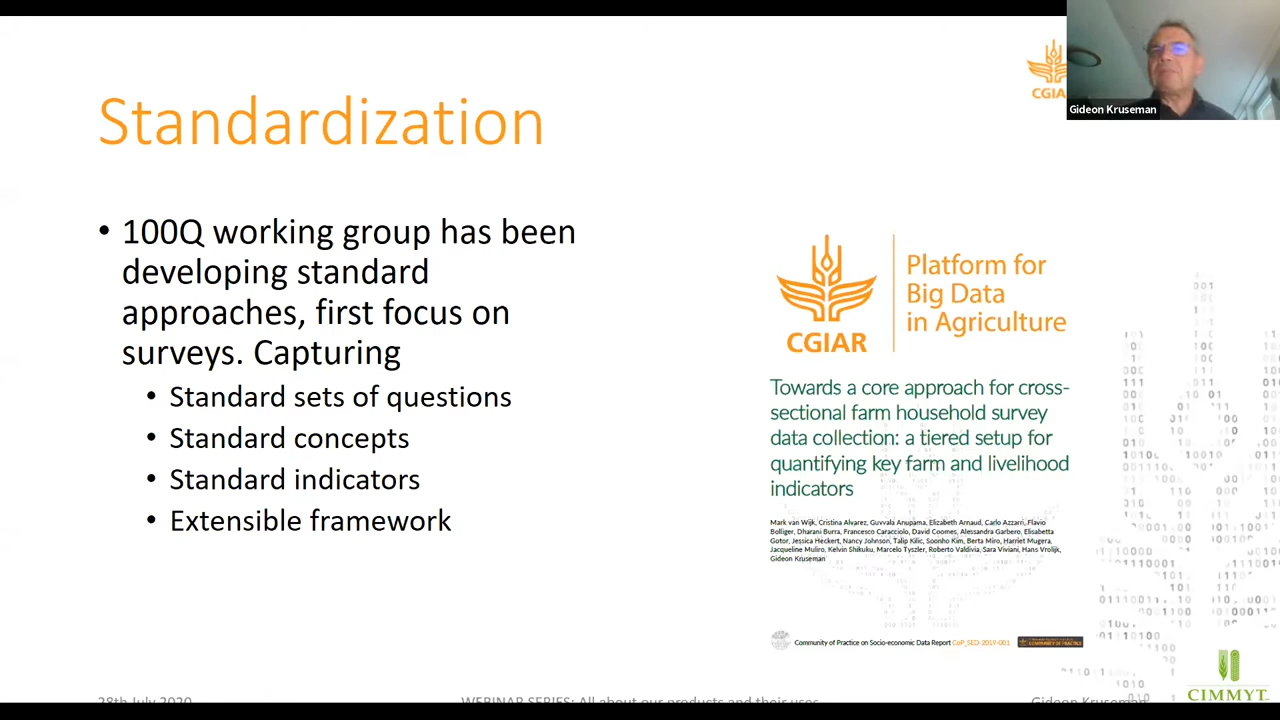 Standardization
• 100Q working group has been
developing standard
approaches, first focus on
surveys. Capturing
• Standard sets of questions
• Standard concepts
• Standard indicators
• Extensible framework
CGIAR
Gideon Kruseman
CGIAR
Platform for
Big Data
in Agriculture
Towards a core approach for cross-
sectional farm household survey
data collection: a tiered setup for
quantifying key farm and livelihood
indicators
Mark van Wijk, Cristina Alvarez, Guvvala Anupama, Elizabeth Arnaud, Carlo Azzarri, Flavio
Bolliger, Dharani Burra, Francesco Caracciolo, David Coomes, Alessandra Garbero, Elisabetta
Gotor, Jessica Heckert, Nancy Johnson, Talip Kilic, Soonho Kim, Berta Miro, Harriet Mugera,
Jacqueline Muliro, Kelvin Shikuku, Marcelo Tyszler, Roberto Valdivia, Sara Viviani, Hans Vrolijk,
Gideon Kruseman
Community of Practice on Socio-economic Data Report CoP_SED-2019-001
COMMUNITY OF PRACTICE
28th July 2020
WEBINAR SERIES: All about our products and their uses
Gideon Kruseman
CIMMYT